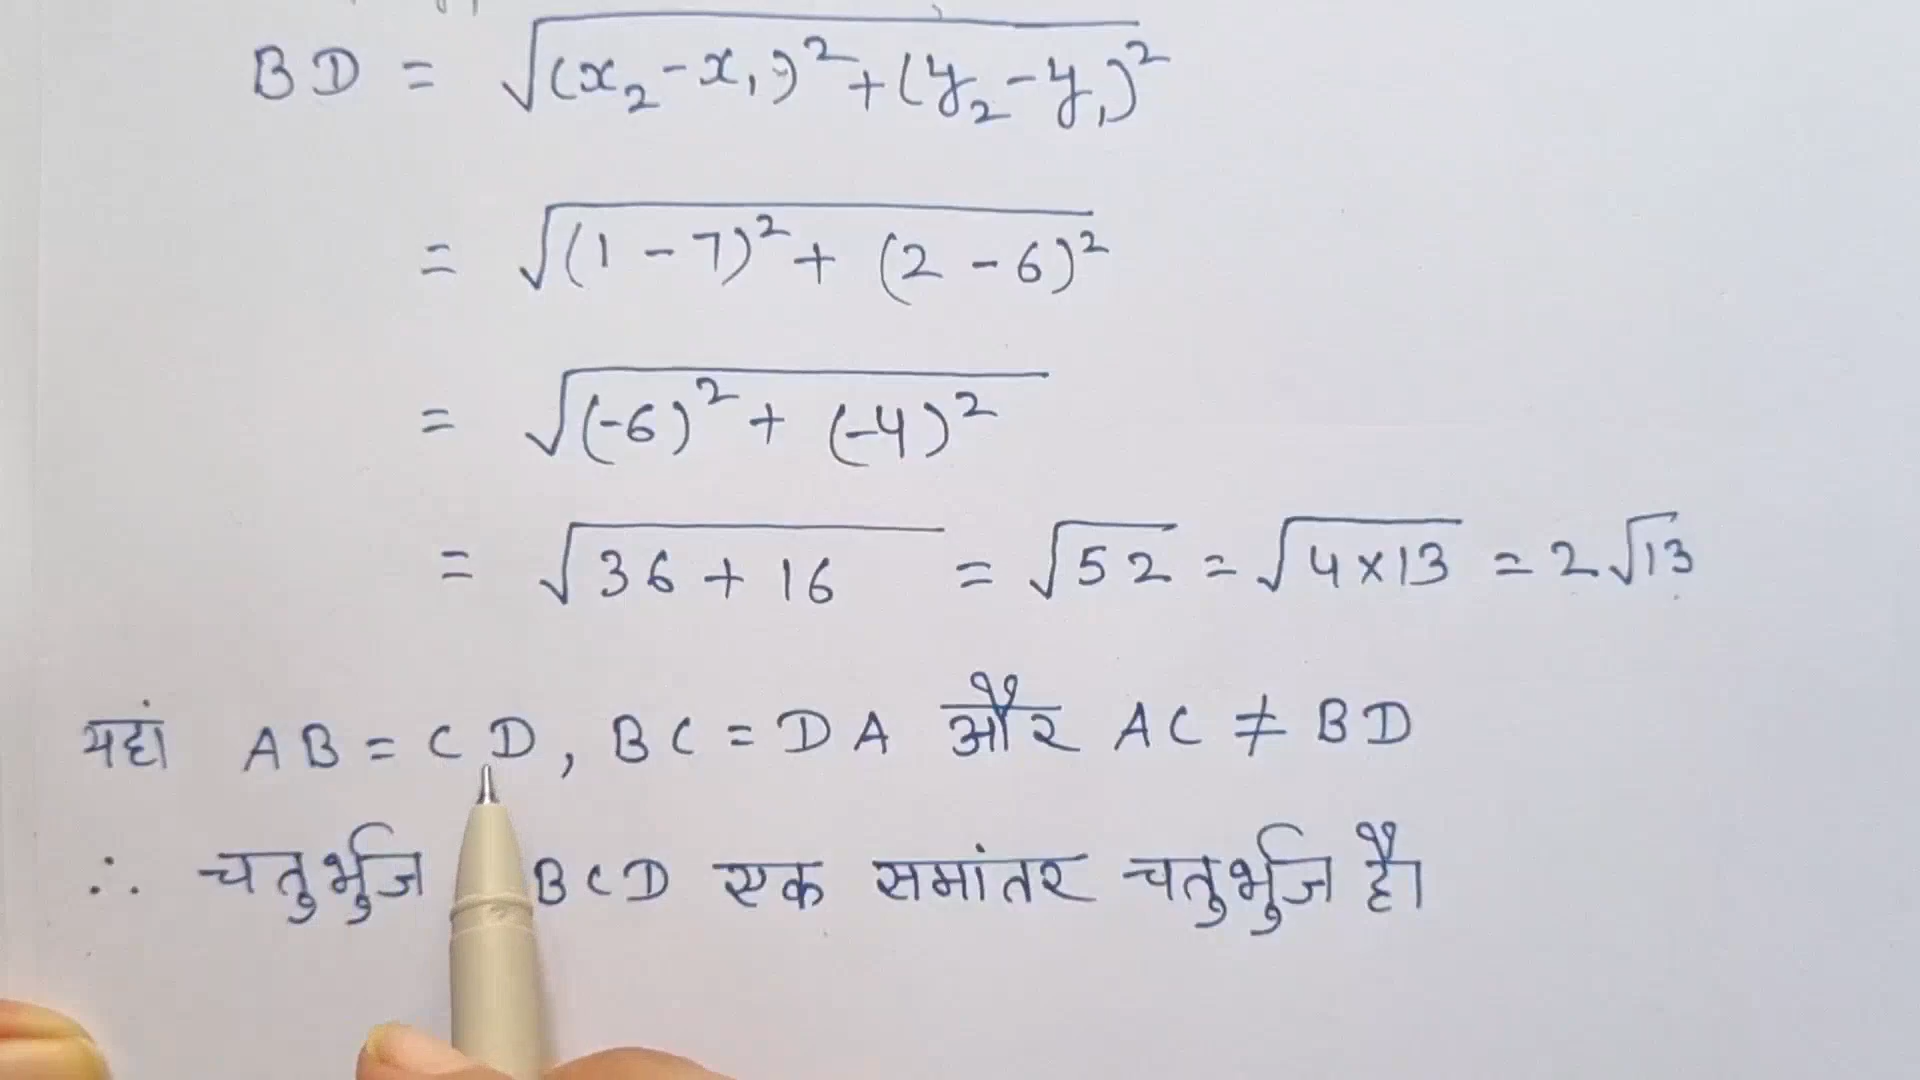 BD = √(x₂-x₁)²+(y₂-y₁)²
= √(1-7)²+(2-6)²
= √(-6)²+(-4)²
= √36+16 = √52 = √4×13 = 2√13
यहां AB = CD, BC = DA और AC ≠ BD
∴ चतुर्भुज BCD एक समांतर चतुर्भुज है।